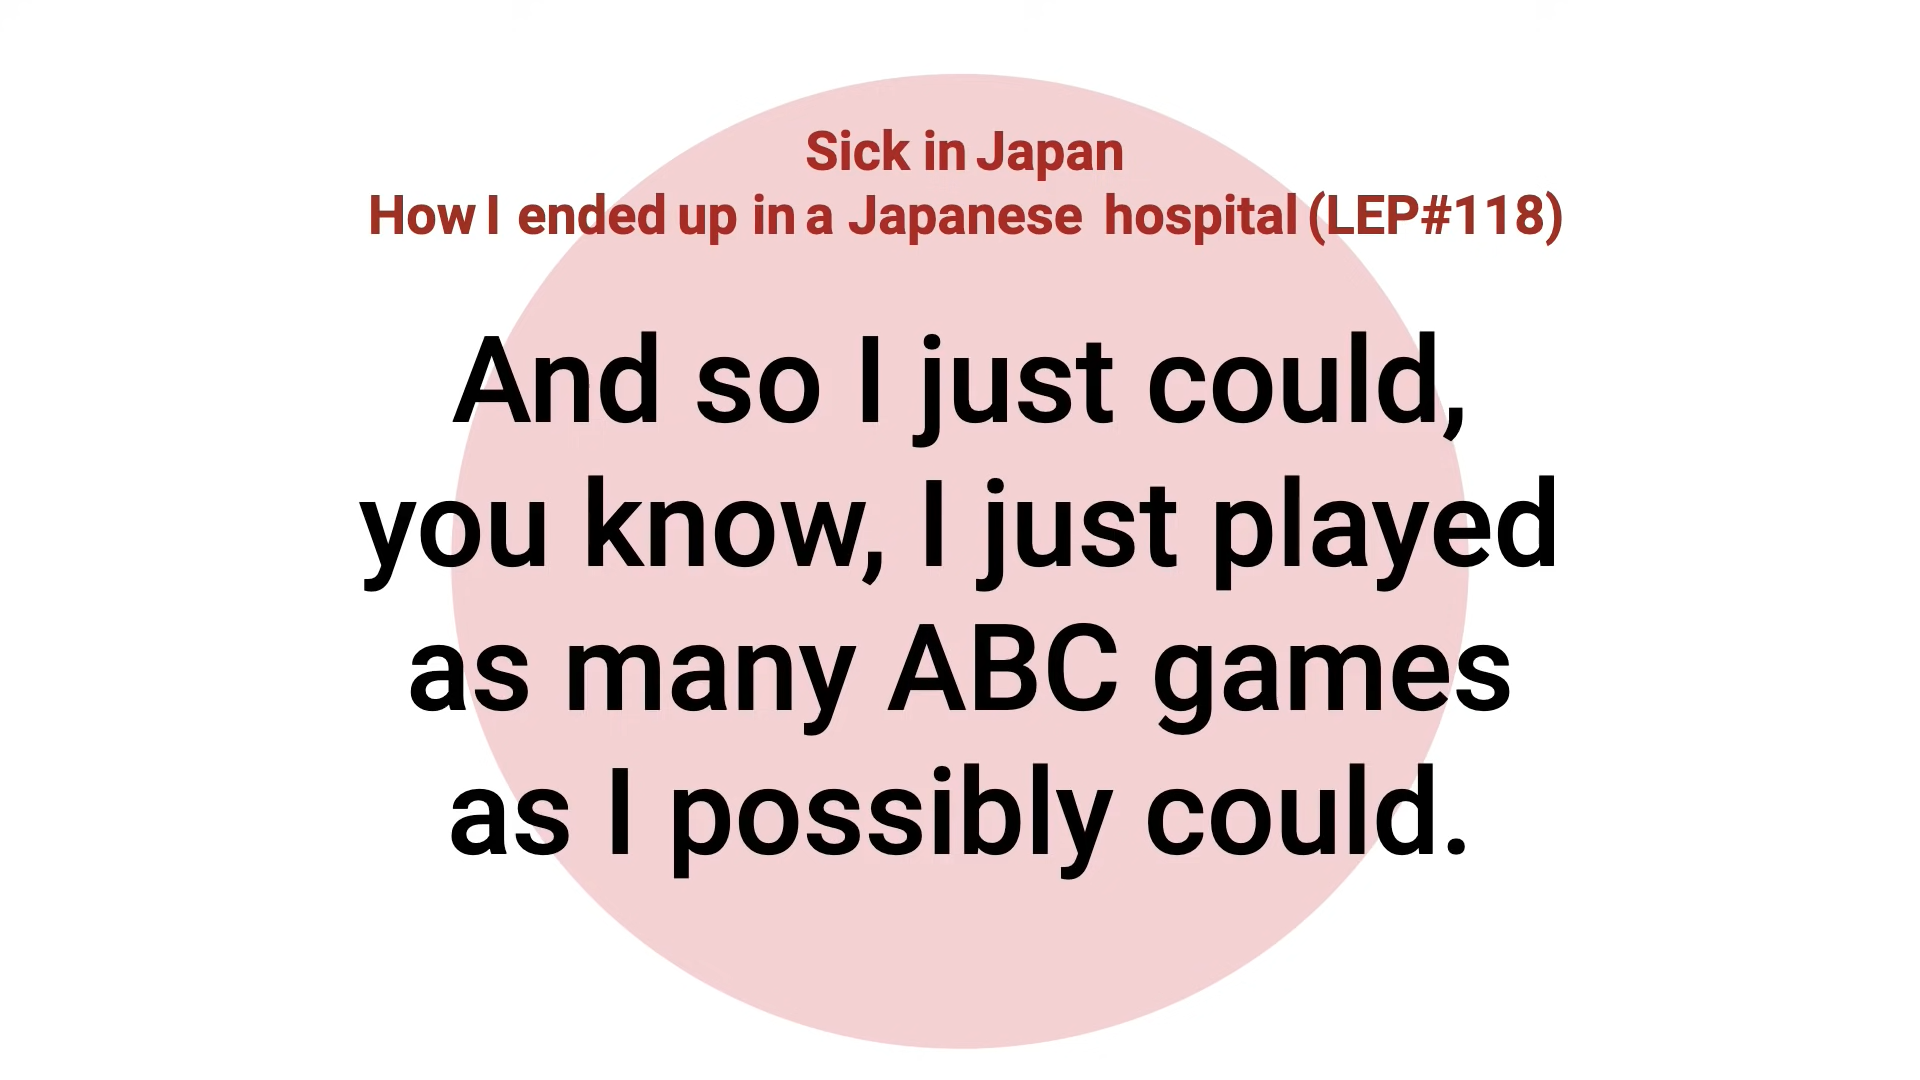 Sick in Japan
How I ended up in a Japanese hospital (LEP#118)
And so I just could,
you know, I just played
as many ABC games
as I possibly could.